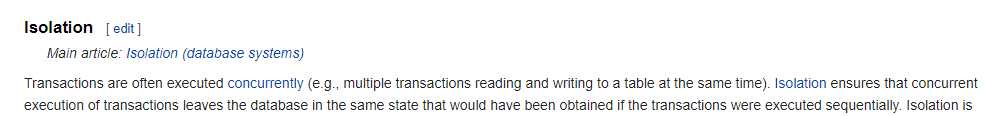 Isolation [ edit ]
Main article: Isolation (database systems)
Transactions are often executed concurrently (e.g., multiple transactions reading and writing to a table at the same time). Isolation ensures that concurrent
execution of transactions leaves the database in the same state that would have been obtained if the transactions were executed sequentially. Isolation is